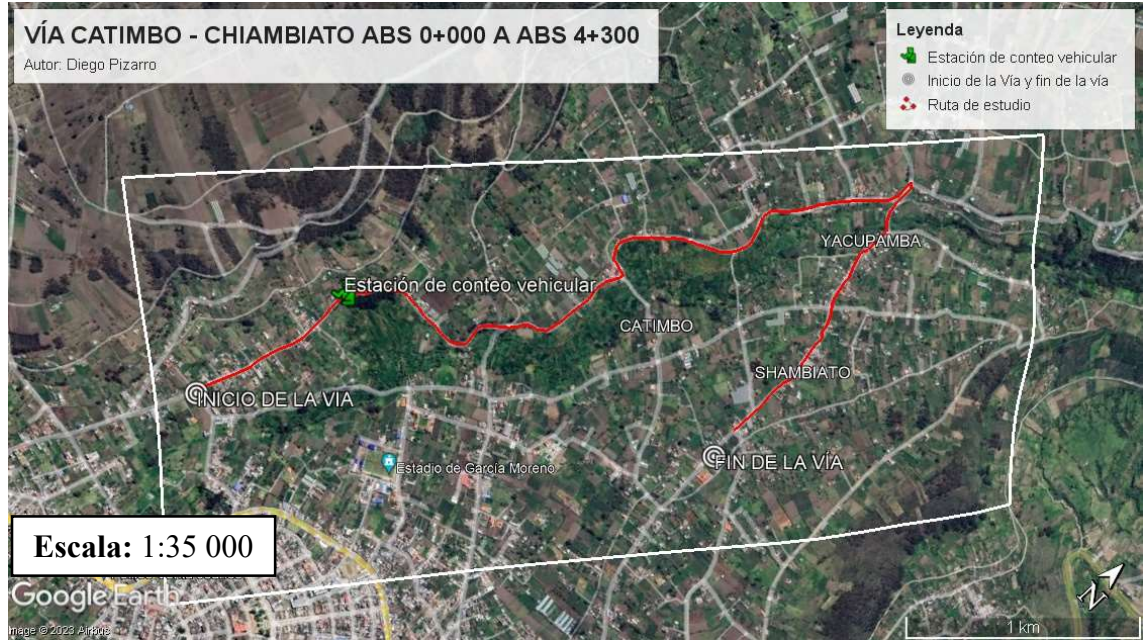 VÍA CATIMBO - CHIAMBIATO ABS 0+000 A ABS 4+300
Autor: Diego Pizarro
Leyenda
Estación de conteo vehicular
Inicio de la Vía y fin de la vía
Ruta de estudio
YACUPAMBA
Estación de conteo vehicular
CATIMBO
SHAMBIATO
INICIO DE LA VIA
FIN DE LA VÍA
Estadio de García Moreno
Escala: 1:35 000
Google Earth
Image © 2023 Airbus
N
1 km